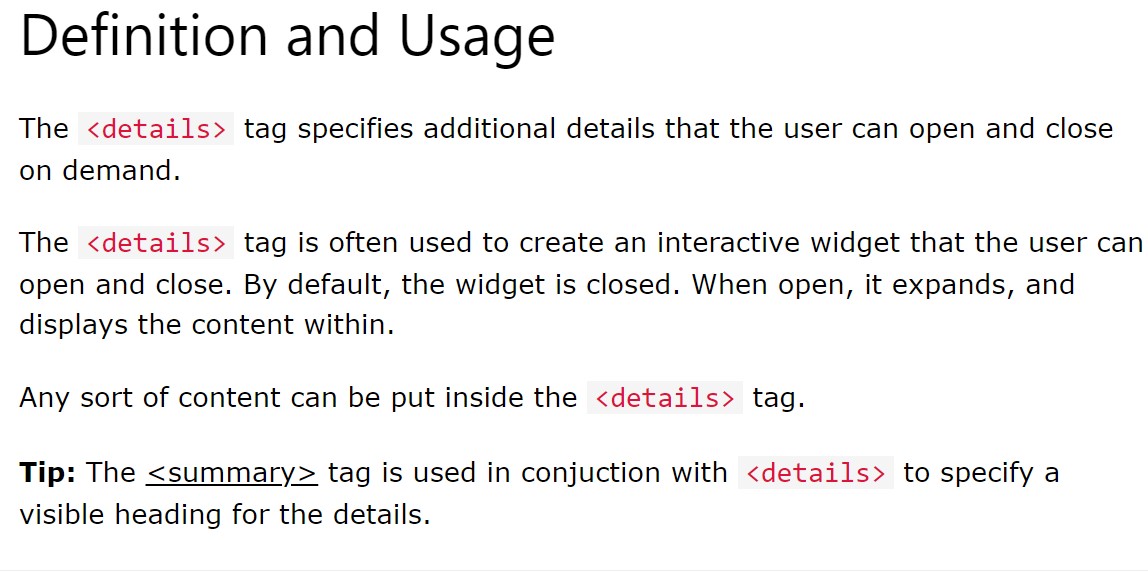 Definition and Usage
The <details> tag specifies additional details that the user can open and close
on demand.
The <details> tag is often used to create an interactive widget that the user can
open and close. By default, the widget is closed. When open, it expands, and
displays the content within.
Any sort of content can be put inside the <details> tag.
Tip: The <summary> tag is used in conjuction with <details> to specify a
visible heading for the details.